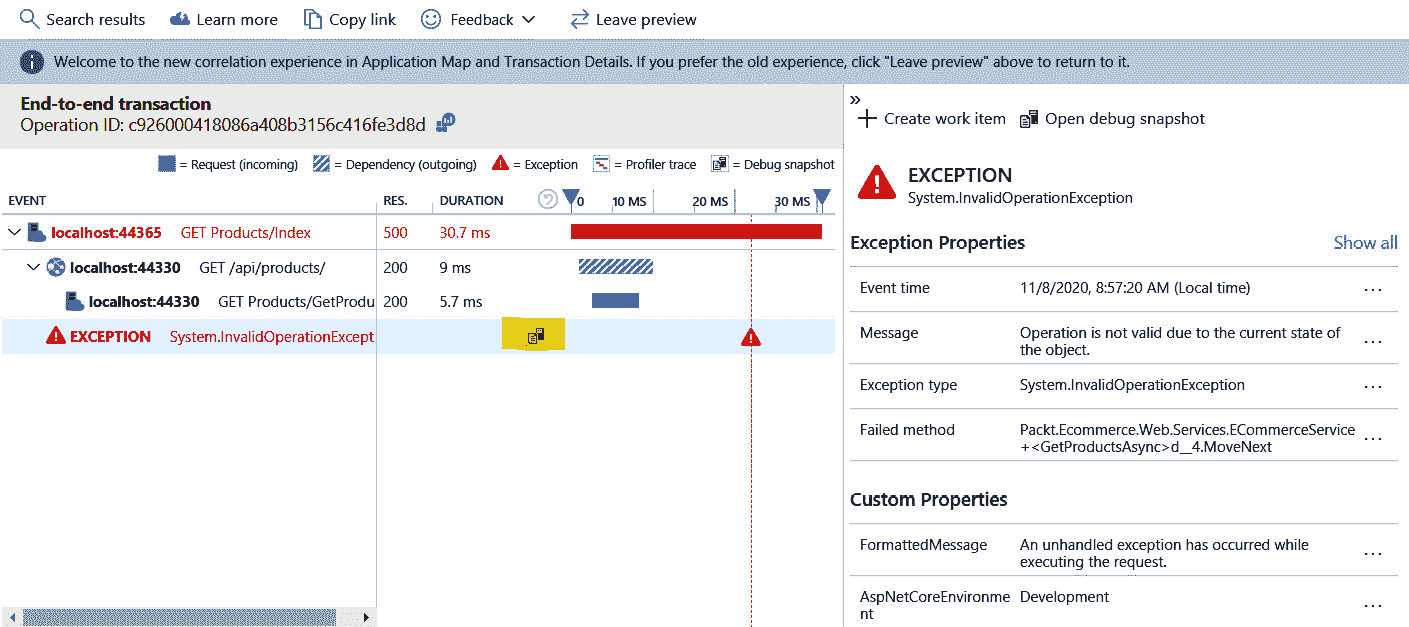 Search results Learn more Copy link Feedback Leave preview
Welcome to the new correlation experience in Application Map and Transaction Details. If you prefer the old experience, click "Leave preview" above to return to it.
End-to-end transaction
Operation ID: c926000418086a408b3156c416fe3d8d
= Request (incoming) = Dependency (outgoing) = Exception = Profiler trace = Debug snapshot
EVENT RES. DURATION 0 10 MS 20 MS 30 MS
localhost:44365 GET Products/Index 500 30.7 ms
localhost:44330 GET /api/products/ 200 9 ms
localhost:44330 GET Products/GetProdu 200 5.7 ms
EXCEPTION System.InvalidOperationExcept
»
Create work item Open debug snapshot
EXCEPTION
System.InvalidOperationException
Exception Properties Show all
Event time 11/8/2020, 8:57:20 AM (Local time) ...
Message Operation is not valid due to the current state of
the object. ...
Exception type System.InvalidOperationException ...
Failed method Packt.Ecommerce.Web.Services.ECommerceService
+<GetProductsAsync>d__4.MoveNext ...
Custom Properties
FormattedMessage An unhandled exception has occurred while
executing the request. ...
AspNetCoreEnvironme Development ...
nt